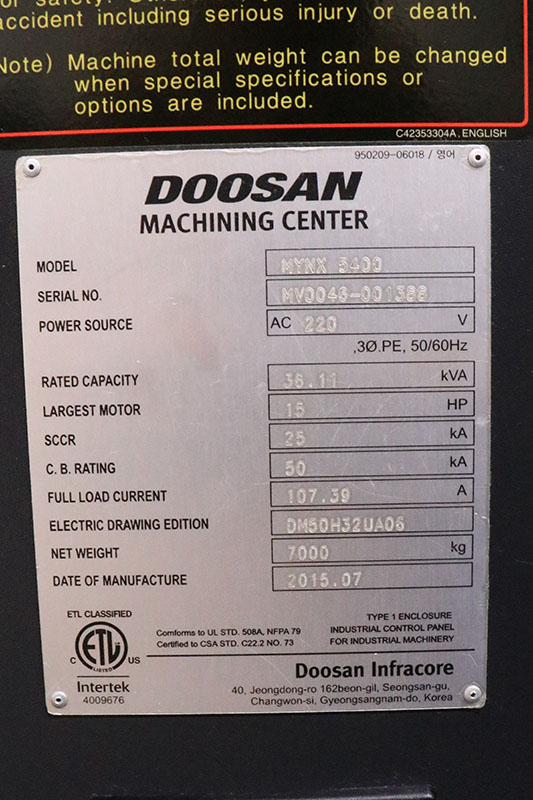 accident including serious injury or death.
Note) Machine total weight can be changed
when special specifications or
options are included.
C42353304A, ENGLISH
950209-06018 / 영어
DOOSAN
MACHINING CENTER
MODEL MYNX 5400
SERIAL NO. MV0046-001388
POWER SOURCE AC 220 V
,3Ø.PE, 50/60Hz
RATED CAPACITY 36.11 kVA
LARGEST MOTOR 15 HP
SCCR 25 kA
C. B. RATING 50 kA
FULL LOAD CURRENT 107.39 A
ELECTRIC DRAWING EDITION DM50H32UA06
NET WEIGHT 7000 kg
DATE OF MANUFACTURE 2015.07
ETL CLASSIFIED
C ETL LISTED US
Intertek
4009676
Comforms to UL STD. 508A, NFPA 79
Certified to CSA STD. C22.2 NO. 73
TYPE 1 ENCLOSURE
INDUSTRIAL CONTROL PANEL
FOR INDUSTRIAL MACHINERY
Doosan Infracore
40, Jeongdong-ro 162beon-gil, Seongsan-gu,
Changwon-si, Gyeongsangnam-do, Korea